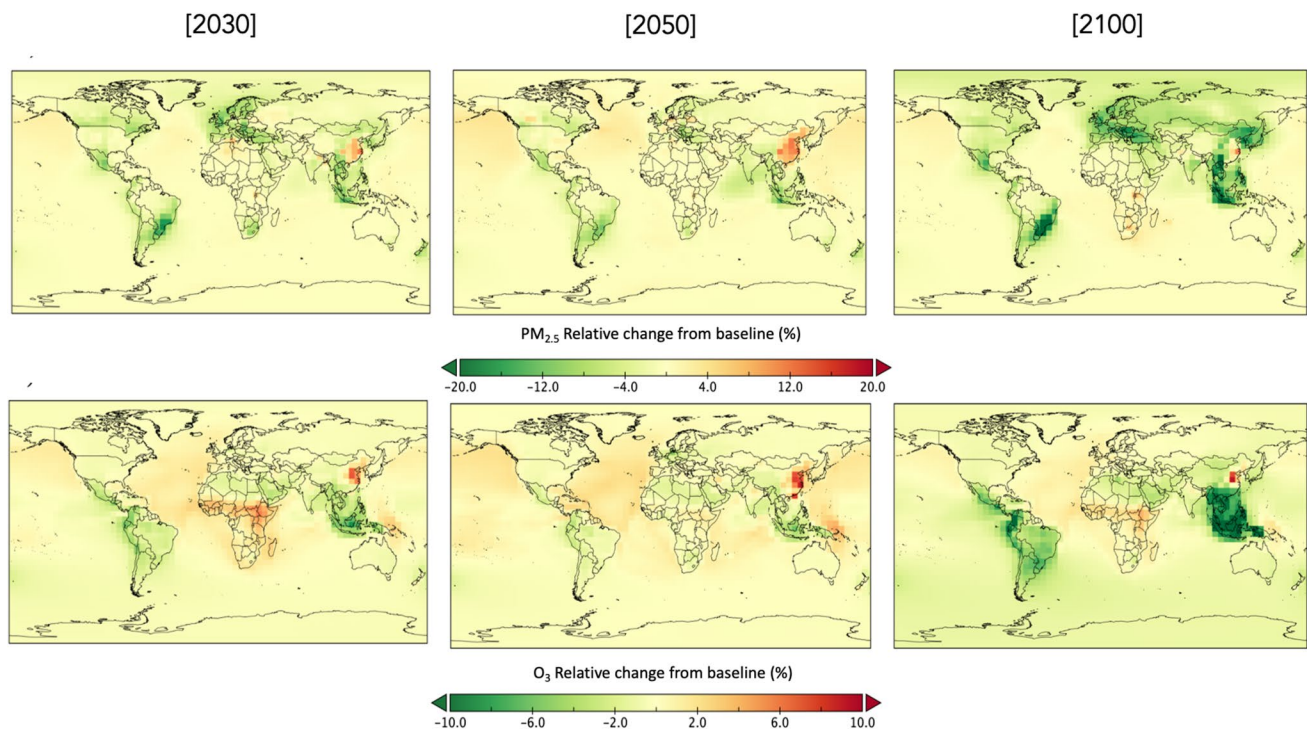 [2030] [2050] [2100]
PM2.5 Relative change from baseline (%)
−20.0 −12.0 −4.0 4.0 12.0 20.0
O3 Relative change from baseline (%)
−10.0 −6.0 −2.0 2.0 6.0 10.0